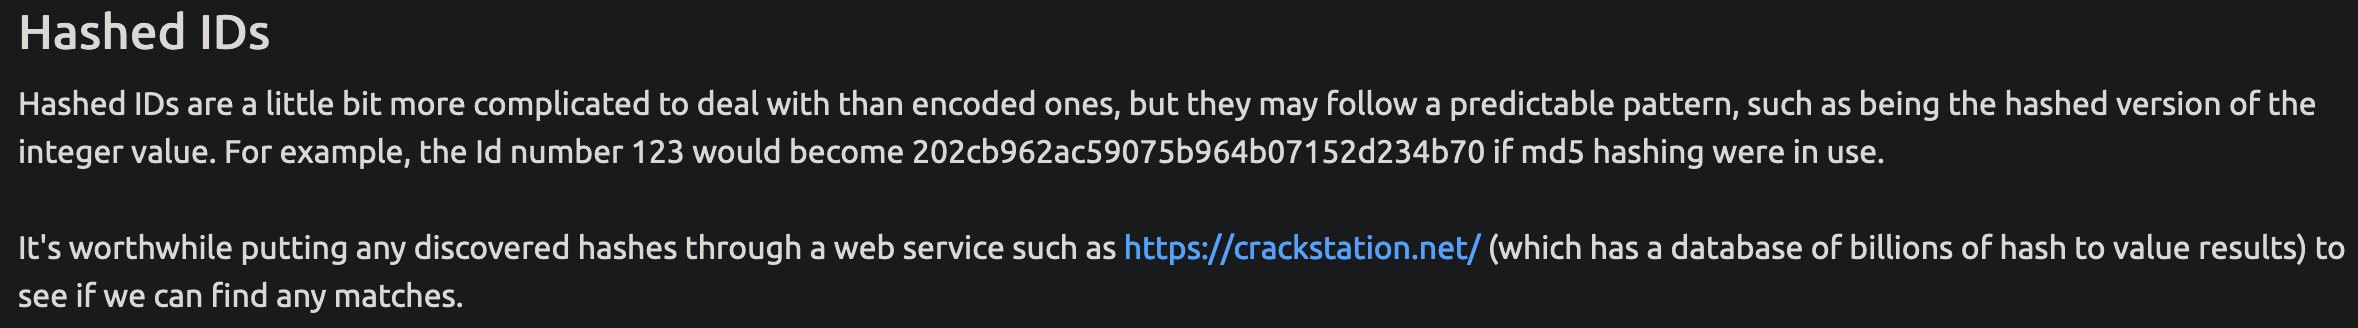 Hashed IDs
Hashed IDs are a little bit more complicated to deal with than encoded ones, but they may follow a predictable pattern, such as being the hashed version of the
integer value. For example, the Id number 123 would become 202cb962ac59075b964b07152d234b70 if md5 hashing were in use.
It's worthwhile putting any discovered hashes through a web service such as https://crackstation.net/ (which has a database of billions of hash to value results) to
see if we can find any matches.